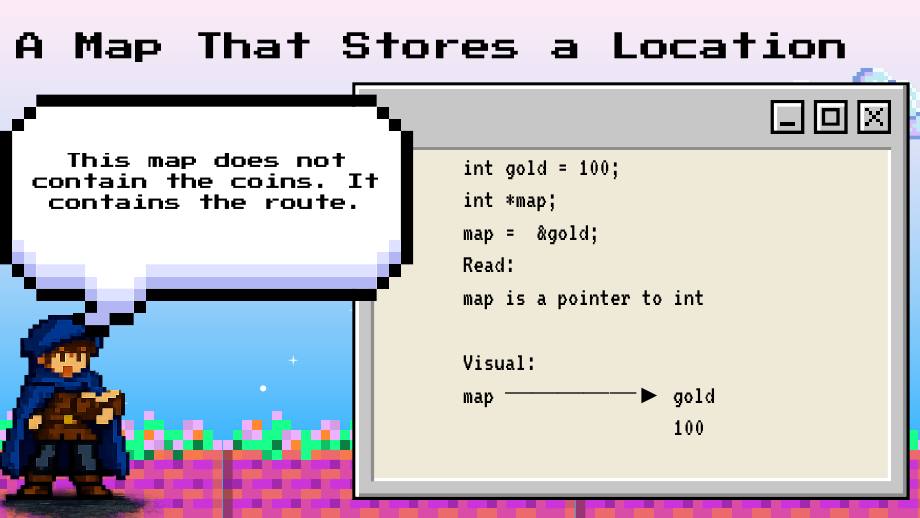 A Map That Stores a Location
This map does not
contain the coins. It
contains the route.
int gold = 100;
int *map;
map =  &gold;
Read:
map is a pointer to int
Visual:
map ────────► gold
100